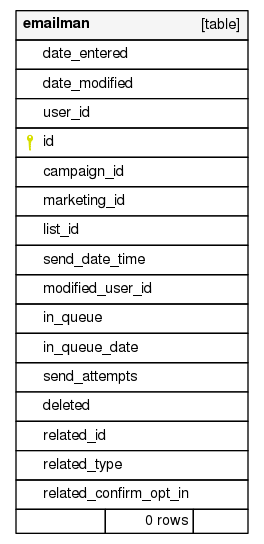 emailman [table]
date_entered
date_modified
user_id
id
campaign_id
marketing_id
list_id
send_date_time
modified_user_id
in_queue
in_queue_date
send_attempts
deleted
related_id
related_type
related_confirm_opt_in
0 rows